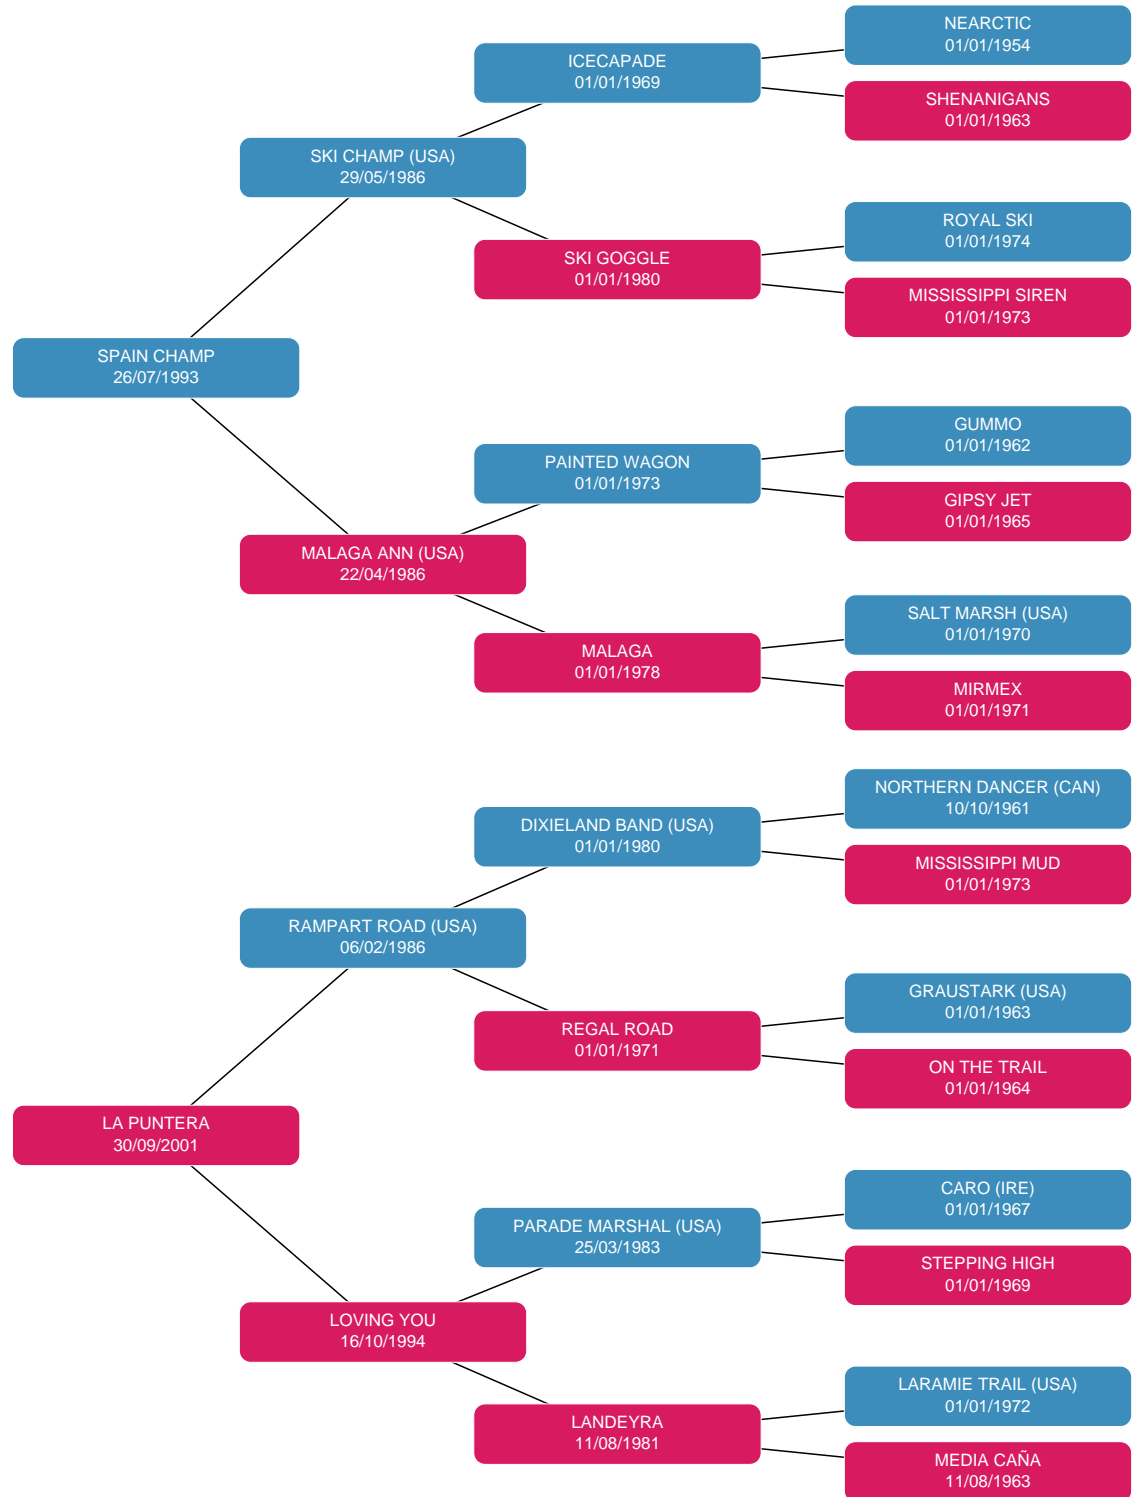 NEARCTIC
01/01/1954
ICECAPADE
01/01/1969
SHENANIGANS
01/01/1963
SKI CHAMP (USA)
29/05/1986
ROYAL SKI
01/01/1974
SKI GOGGLE
01/01/1980
MISSISSIPPI SIREN
01/01/1973
SPAIN CHAMP
26/07/1993
GUMMO
01/01/1962
PAINTED WAGON
01/01/1973
GIPSY JET
01/01/1965
MALAGA ANN (USA)
22/04/1986
SALT MARSH (USA)
01/01/1970
MALAGA
01/01/1978
MIRMEX
01/01/1971
NORTHERN DANCER (CAN)
10/10/1961
DIXIELAND BAND (USA)
01/01/1980
MISSISSIPPI MUD
01/01/1973
RAMPART ROAD (USA)
06/02/1986
GRAUSTARK (USA)
01/01/1963
REGAL ROAD
01/01/1971
ON THE TRAIL
01/01/1964
LA PUNTERA
30/09/2001
CARO (IRE)
01/01/1967
PARADE MARSHAL (USA)
25/03/1983
STEPPING HIGH
01/01/1969
LOVING YOU
16/10/1994
LARAMIE TRAIL (USA)
01/01/1972
LANDEYRA
11/08/1981
MEDIA CAÑA
11/08/1963